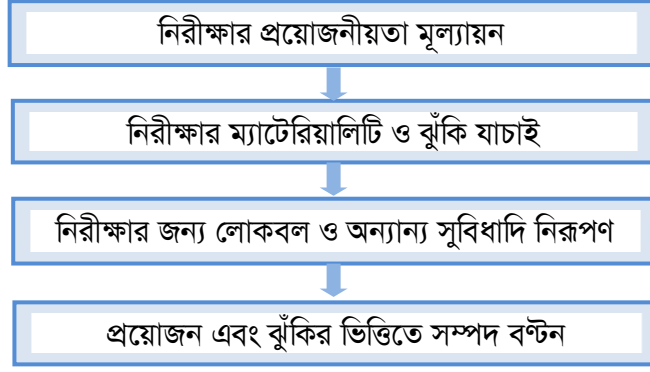 নিরীক্ষার প্রয়োজনীয়তা মূল্যায়ন
নিরীক্ষার ম্যাটেরিয়ালিটি ও ঝুঁকি যাচাই
নিরীক্ষার জন্য লোকবল ও অন্যান্য সুবিধাদি নিরূপণ
প্রয়োজন এবং ঝুঁকির ভিত্তিতে সম্পদ বণ্টন